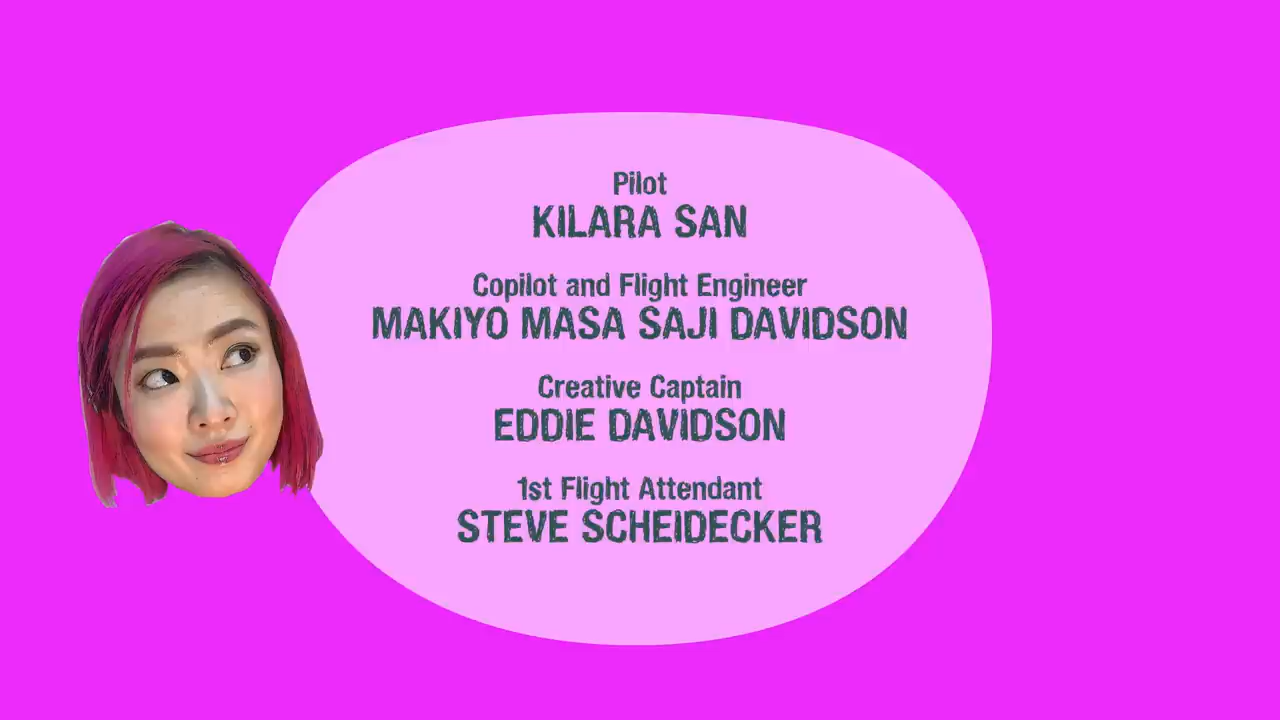 Pilot
KILARA SAN
Copilot and Flight Engineer
MAKIYO MASA SAJI DAVIDSON
Creative Captain
EDDIE DAVIDSON
1st Flight Attendant
STEVE SCHEIDECKER